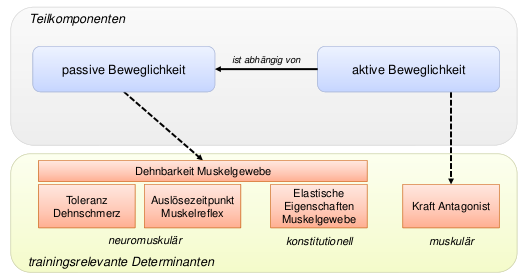 Teilkomponenten
ist abhängig von
passive Beweglichkeit
aktive Beweglichkeit
Dehnbarkeit Muskelgewebe
Toleranz
Dehnschmerz
Auslösezeitpunkt
Muskelreflex
Elastische
Eigenschaften
Muskelgewebe
Kraft Antagonist
neuromuskulär
konstitutionell
muskulär
trainingsrelevante Determinanten